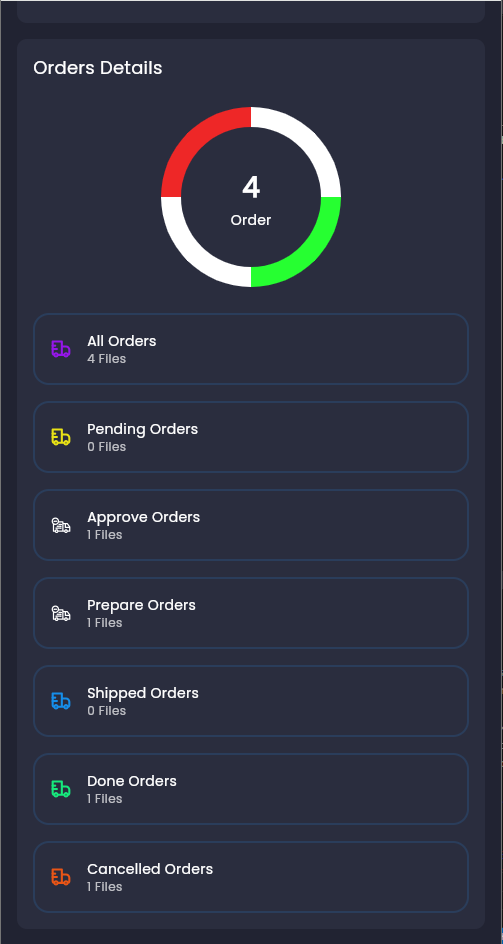 Orders Details
4
Order
All Orders
4 Files
Pending Orders
0 Files
Approve Orders
1 Files
Prepare Orders
1 Files
Shipped Orders
0 Files
Done Orders
1 Files
Cancelled Orders
1 Files